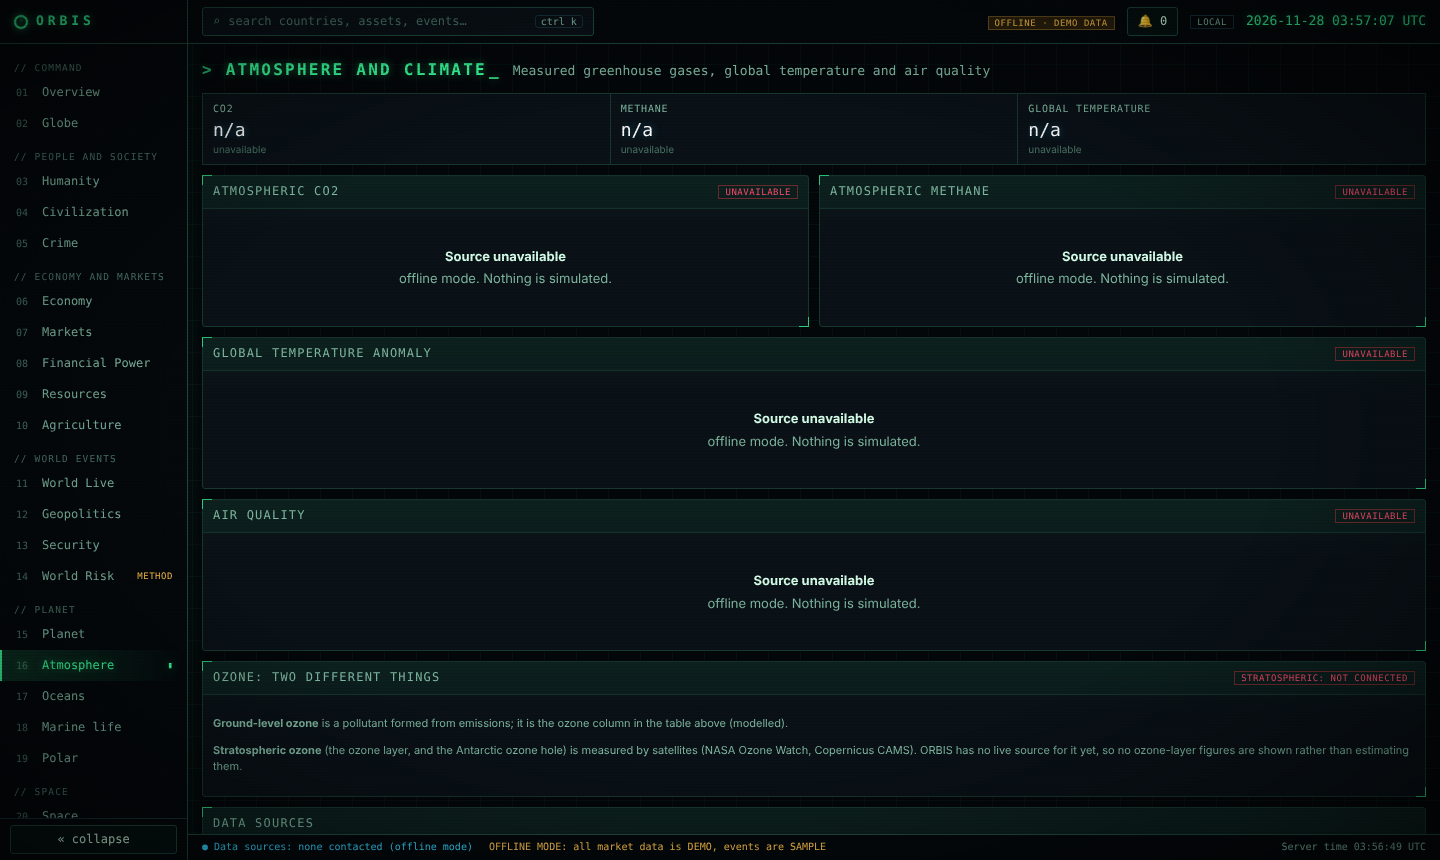 ORBIS
search countries, assets, events…
ctrl k
OFFLINE · DEMO DATA
0
LOCAL
2026-11-28 03:57:07 UTC
// COMMAND
01 Overview
02 Globe
// PEOPLE AND SOCIETY
03 Humanity
04 Civilization
05 Crime
// ECONOMY AND MARKETS
06 Economy
07 Markets
08 Financial Power
09 Resources
10 Agriculture
// WORLD EVENTS
11 World Live
12 Geopolitics
13 Security
14 World Risk METHOD
// PLANET
15 Planet
16 Atmosphere
17 Oceans
18 Marine life
19 Polar
// SPACE
20 Space
« collapse
> ATMOSPHERE AND CLIMATE_ Measured greenhouse gases, global temperature and air quality
CO2
n/a
unavailable
METHANE
n/a
unavailable
GLOBAL TEMPERATURE
n/a
unavailable
ATMOSPHERIC CO2 UNAVAILABLE
Source unavailable
offline mode. Nothing is simulated.
ATMOSPHERIC METHANE UNAVAILABLE
Source unavailable
offline mode. Nothing is simulated.
GLOBAL TEMPERATURE ANOMALY UNAVAILABLE
Source unavailable
offline mode. Nothing is simulated.
AIR QUALITY UNAVAILABLE
Source unavailable
offline mode. Nothing is simulated.
OZONE: TWO DIFFERENT THINGS STRATOSPHERIC: NOT CONNECTED
Ground-level ozone is a pollutant formed from emissions; it is the ozone column in the table above (modelled).
Stratospheric ozone (the ozone layer, and the Antarctic ozone hole) is measured by satellites (NASA Ozone Watch, Copernicus CAMS). ORBIS has no live source for it yet, so no ozone-layer figures are shown rather than estimating
them.
DATA SOURCES
● Data sources: none contacted (offline mode) OFFLINE MODE: all market data is DEMO, events are SAMPLE
Server time 03:56:49 UTC